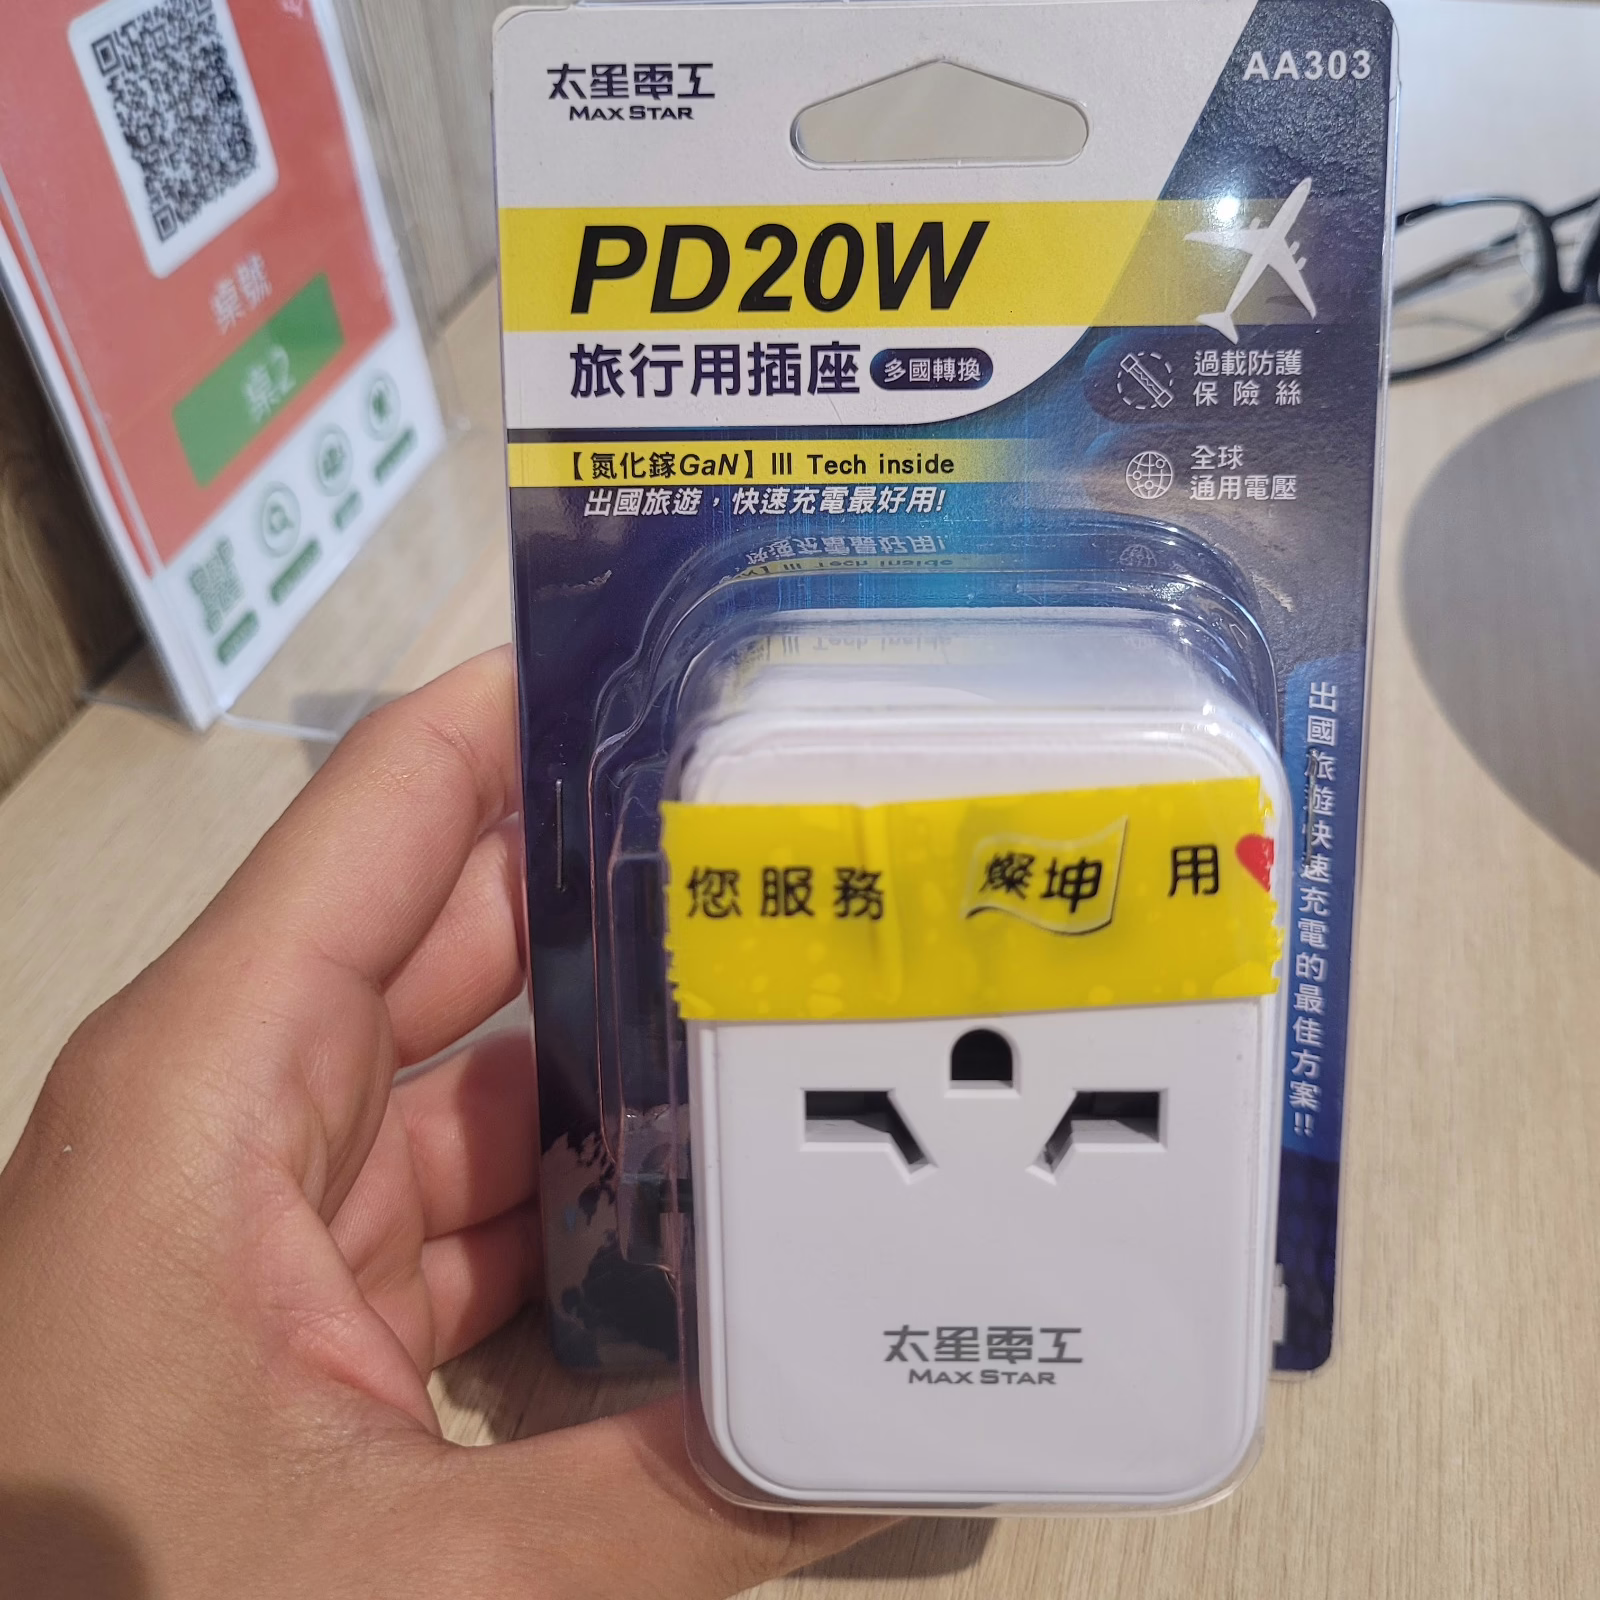 太星電工
MAX STAR
AA303
PD20W
旅行用插座 多國轉換
過載防護
保險絲
【氮化鎵GaN】III Tech inside
全球
通用電壓
出國旅遊，快速充電最好用!
出國旅遊快速充電的最佳方案!!
您服務 燦坤 用
太星電工
MAX STAR
桌號
桌2